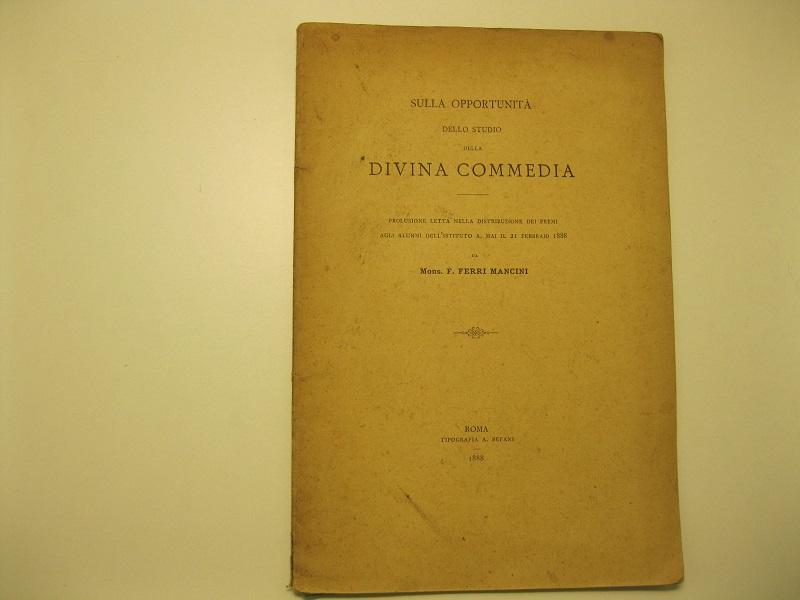 SULLA OPPORTUNITÀ
DELLO STUDIO
DELLA
DIVINA COMMEDIA
PROLUSIONE LETTA NELLA DISTRIBUZIONE DEI PREMI
AGLI ALUNNI DELL'ISTITUTO A. MAI IL 21 FEBBRAIO 1888
DA
Mons. F. FERRI MANCINI
ROMA
TIPOGRAFIA A. BEFANI
1888